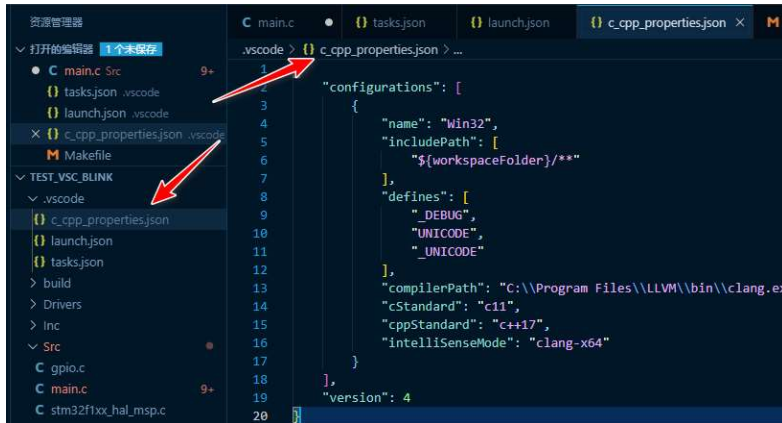 资源管理器
打开的编辑器 1个未保存
C main.c Src 9+
{} tasks.json .vscode
{} launch.json .vscode
× {} c_cpp_properties.json .vscode
M Makefile
TEST_VSC_BLINK
.vscode
{} c_cpp_properties.json
{} launch.json
{} tasks.json
build
Drivers
Inc
Src
C gpio.c
C main.c 9+
C stm32f1xx_hal_msp.c
C main.c ● {} tasks.json {} launch.json {} c_cpp_properties.json × M
.vscode > {} c_cpp_properties.json > ...
1
2 "configurations": [
3 {
4 "name": "Win32",
5 "includePath": [
6 "${workspaceFolder}/**"
7 ],
8 "defines": [
9 "_DEBUG",
10 "UNICODE",
11 "_UNICODE"
12 ],
13 "compilerPath": "C:\\Program Files\\LLVM\\bin\\clang.ex
14 "cStandard": "c11",
15 "cppStandard": "c++17",
16 "intelliSenseMode": "clang-x64"
17 }
18 ],
19 "version": 4
20 }